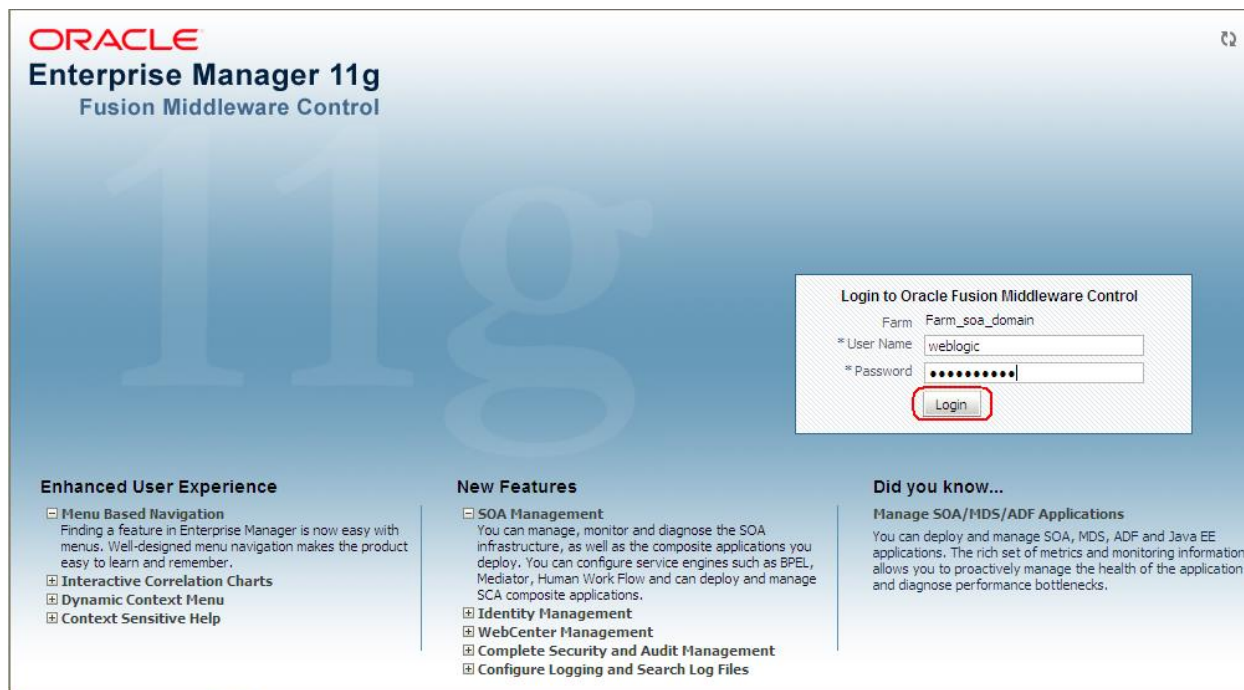 ORACLE
Enterprise Manager 11g
Fusion Middleware Control
11g
Login to Oracle Fusion Middleware Control
Farm Farm_soa_domain
* User Name weblogic
* Password ●●●●●●●●●●
Login
Enhanced User Experience
Menu Based Navigation
Finding a feature in Enterprise Manager is now easy with
menus. Well-designed menu navigation makes the product
easy to learn and remember.
Interactive Correlation Charts
Dynamic Context Menu
Context Sensitive Help
New Features
SOA Management
You can manage, monitor and diagnose the SOA
infrastructure, as well as the composite applications you
deploy. You can configure service engines such as BPEL,
Mediator, Human Work Flow and can deploy and manage
SCA composite applications.
Identity Management
WebCenter Management
Complete Security and Audit Management
Configure Logging and Search Log Files
Did you know...
Manage SOA/MDS/ADF Applications
You can deploy and manage SOA, MDS, ADF and Java EE
applications. The rich set of metrics and monitoring information
allows you to proactively manage the health of the application
and diagnose performance bottlenecks.